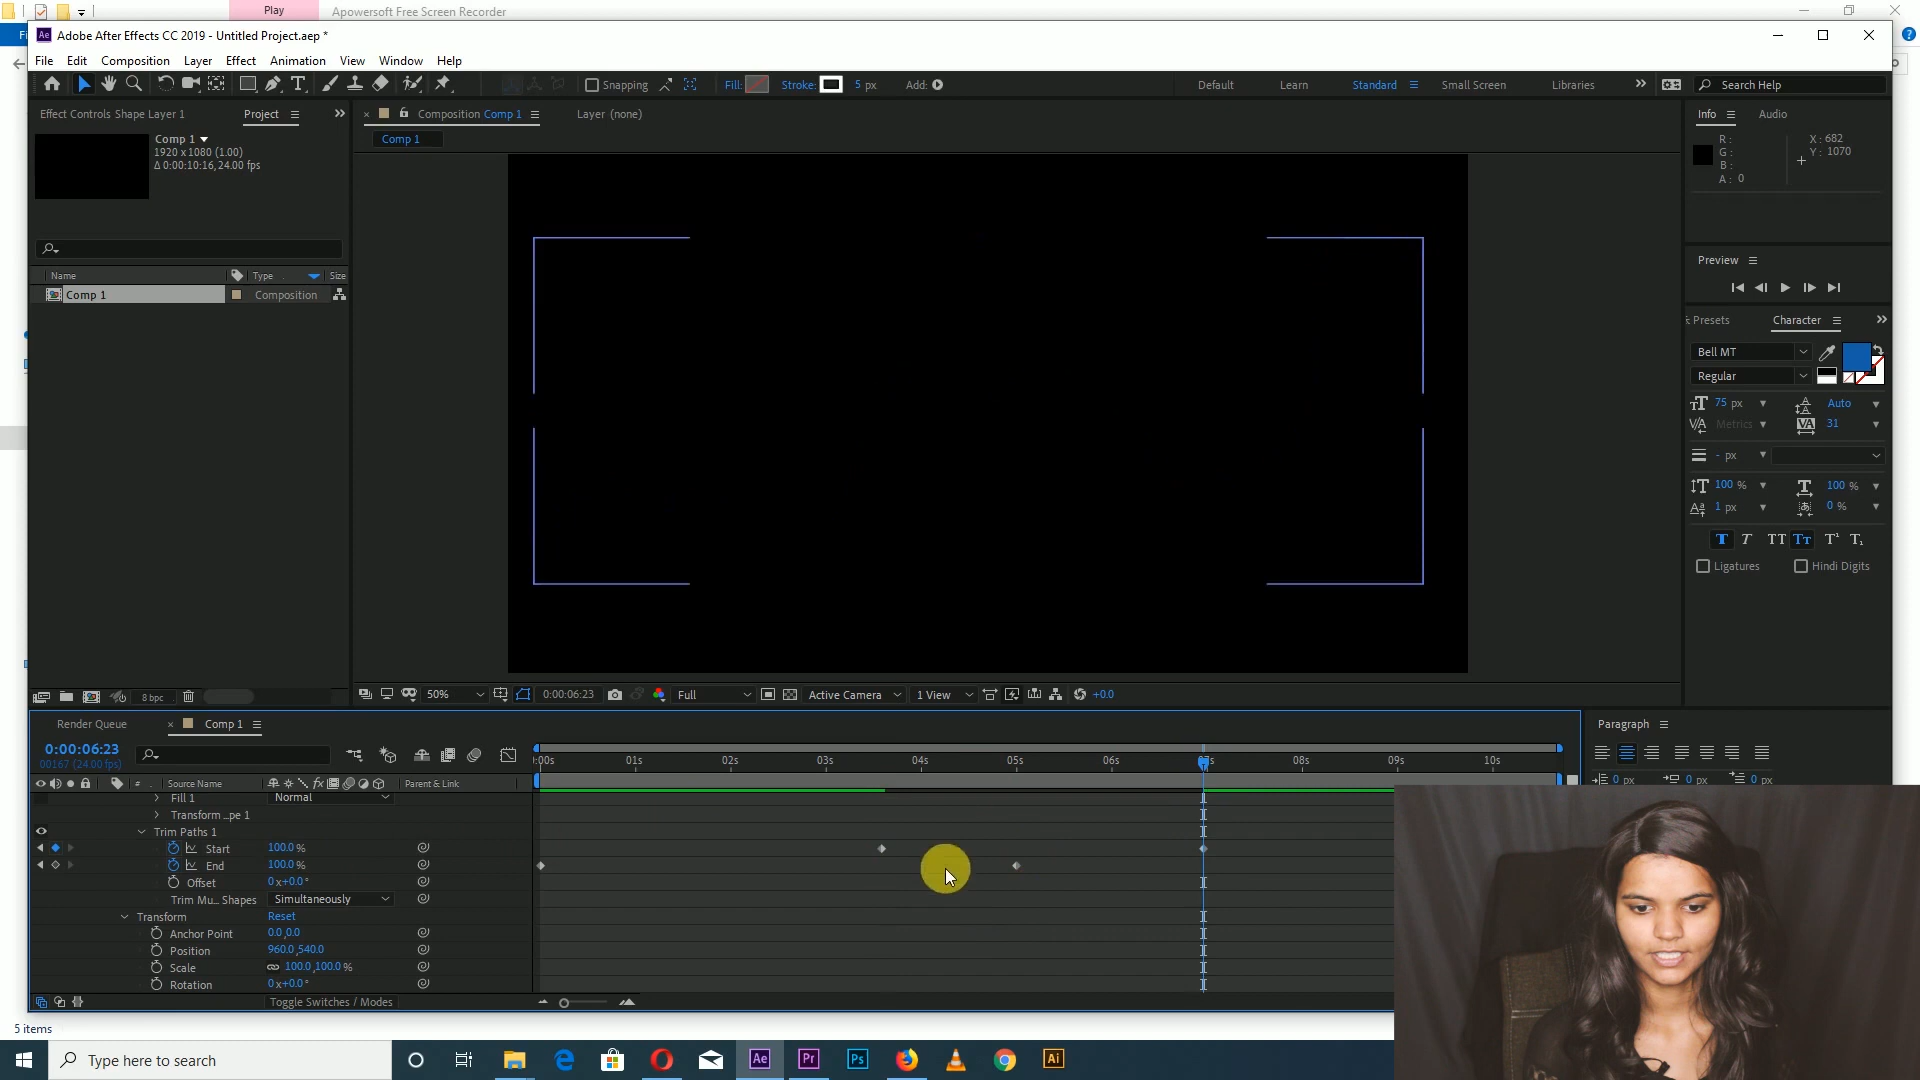 Play
Apowersoft Free Screen Recorder
Ae
Adobe After Effects CC 2019 - Untitled Project.aep *
File Edit Composition Layer Effect Animation View Window Help
Snapping
Fill:
Stroke:
5 px
Add:
Default
Learn
Standard
Small Screen
Libraries
Search Help
Effect Controls Shape Layer 1
Project
Comp 1
1920 x 1080 (1.00)
Δ 0:00:10:16, 24.00 fps
Name
Type
Size
Comp 1
Composition
Composition Comp 1
Layer (none)
Comp 1
Info
Audio
R :
G :
B :
A : 0
X : 682
Y : 1070
Preview
Presets
Character
Bell MT
Regular
75 px
Auto
Metrics
31
- px
100 %
100 %
1 px
0 %
T T TT Tт T¹ T₁
Ligatures
Hindi Digits
8 bpc
50%
0:00:06:23
Full
Active Camera
1 View
+0.0
Render Queue
Comp 1
0:00:06:23
00167 (24.00 fps)
:00s 01s 02s 03s 04s 05s 06s 08s 09s 10s
#
Source Name
Parent & Link
Fill 1
Normal
Transform ...pe 1
Trim Paths 1
Start
100.0 %
End
100.0 %
Offset
0 x+0.0 °
Trim Mu... Shapes
Simultaneously
Transform
Reset
Anchor Point
0.0,0.0
Position
960.0,540.0
Scale
100.0,100.0 %
Rotation
0 x+0.0 °
Toggle Switches / Modes
Paragraph
0 px
0 px
0 px
5 items
Type here to search
Ae
Pr
Ps
Ai